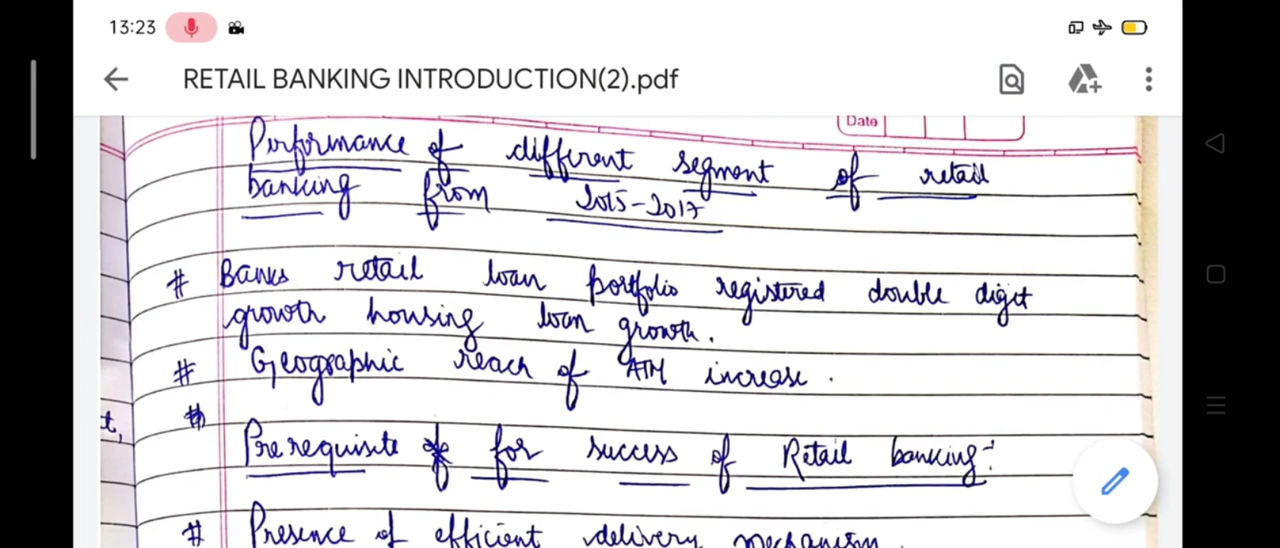 13:23
RETAIL BANKING INTRODUCTION(2).pdf
Date
Performance of different segment of retail
banking from 2015-2017
# Banks retail loan portfolio registered double digit
growth housing loan growth.
# Geographic reach of ATM increase.
#
t,
Prerequisite for success of Retail banking:
# Presence of efficient delivery mechanism.